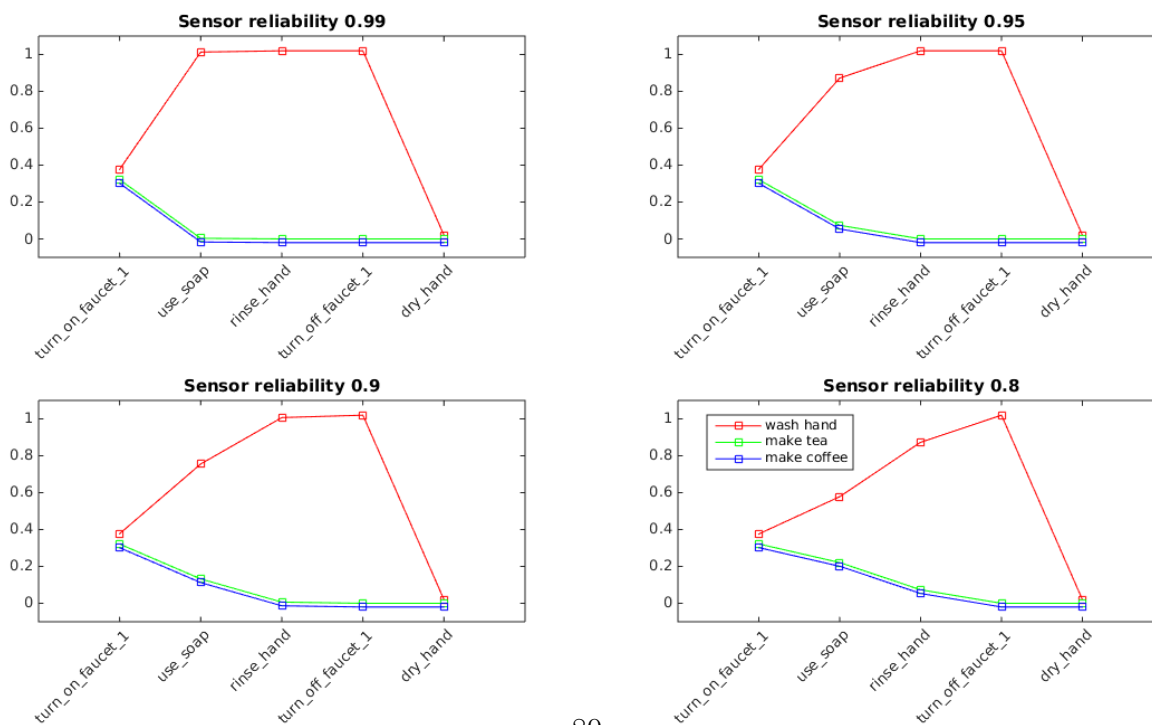 Sensor reliability 0.99
1
0.8
0.6
0.4
0.2
0
turn_on_faucet_1
use_soap
rinse_hand
turn_off_faucet_1
dry_hand
Sensor reliability 0.95
1
0.8
0.6
0.4
0.2
0
turn_on_faucet_1
use_soap
rinse_hand
turn_off_faucet_1
dry_hand
Sensor reliability 0.9
1
0.8
0.6
0.4
0.2
0
turn_on_faucet_1
use_soap
rinse_hand
turn_off_faucet_1
dry_hand
Sensor reliability 0.8
wash hand
make tea
make coffee
1
0.8
0.6
0.4
0.2
0
turn_on_faucet_1
use_soap
rinse_hand
turn_off_faucet_1
dry_hand